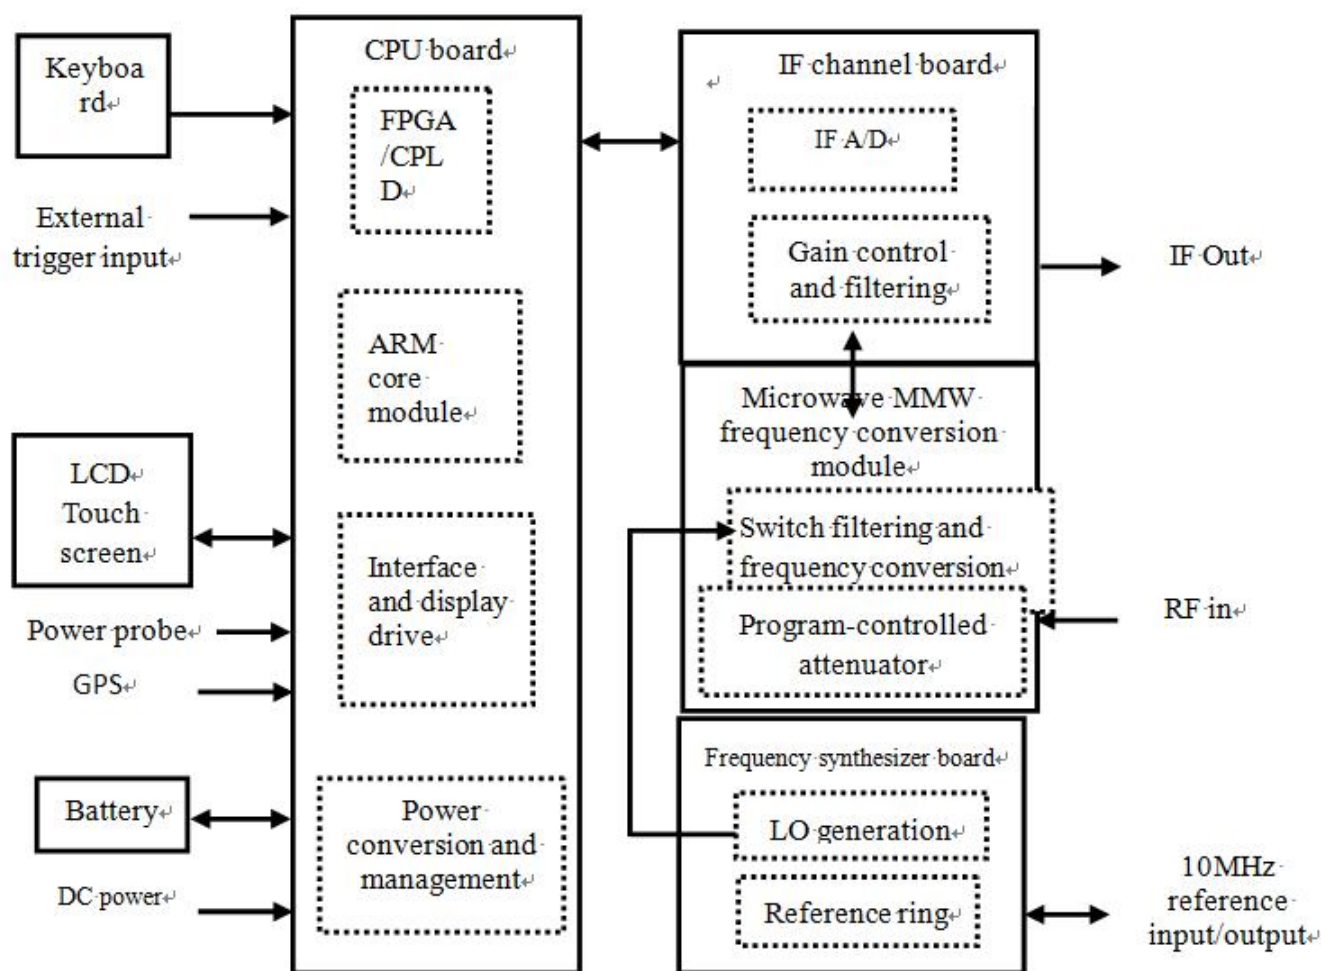 Keyboa
rd
External
trigger input
LCD
Touch
screen
Power probe
GPS
Battery
DC power
CPU board
FPGA
/CPL
D
ARM
core
module
Interface
and display
drive
Power
conversion and
management
IF channel board
IF A/D
Gain control
and filtering
Microwave MMW
frequency conversion
module
Switch filtering and
frequency conversion
Program-controlled
attenuator
Frequency synthesizer board
LO generation
Reference ring
IF Out
RF in
10MHz
reference
input/output